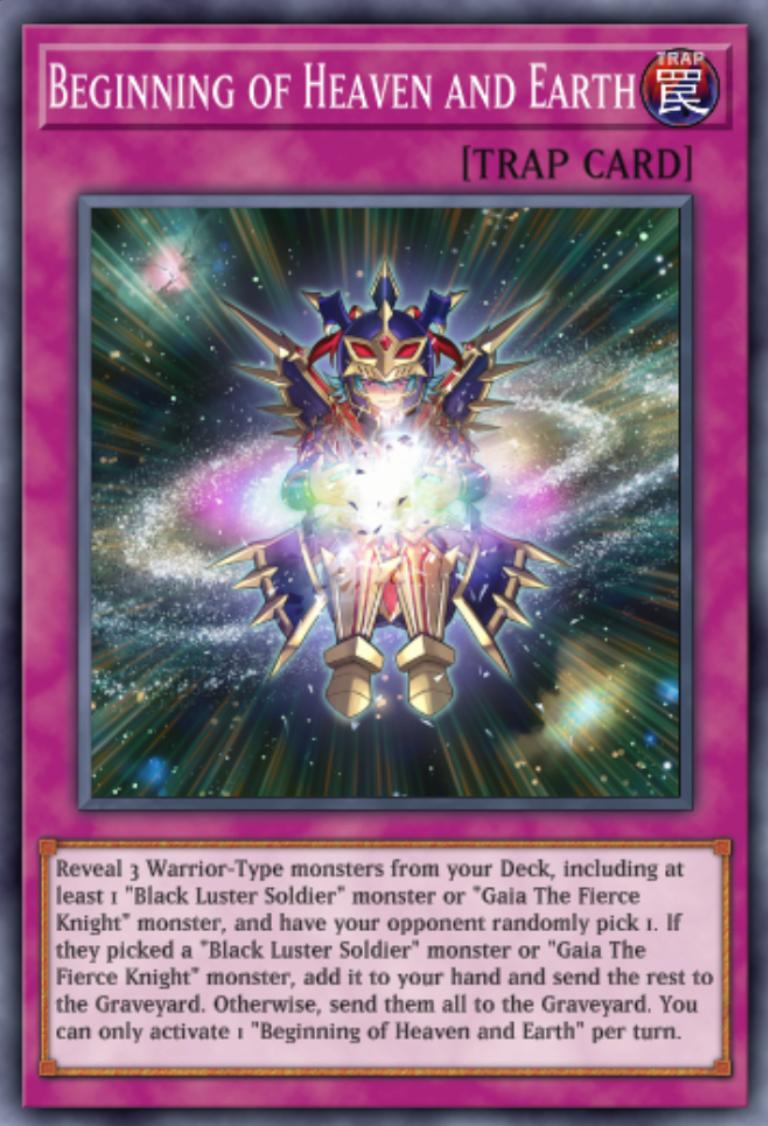 Beginning of Heaven and Earth
TRAP
罠
[TRAP CARD]
Reveal 3 Warrior-Type monsters from your Deck, including at
least 1 "Black Luster Soldier" monster or "Gaia The Fierce
Knight" monster, and have your opponent randomly pick 1. If
they picked a "Black Luster Soldier" monster or "Gaia The
Fierce Knight" monster, add it to your hand and send the rest to
the Graveyard. Otherwise, send them all to the Graveyard. You
can only activate 1 "Beginning of Heaven and Earth" per turn.